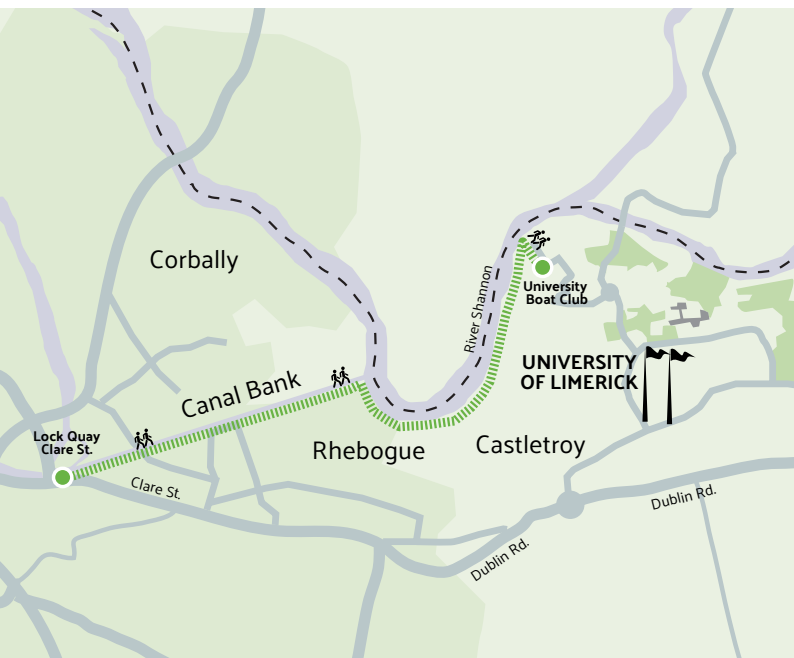 Corbally
River Shannon
University
Boat Club
UNIVERSITY
OF LIMERICK
Canal Bank
Lock Quay
Clare St.
Rhebogue
Castletroy
Clare St.
Dublin Rd.
Dublin Rd.